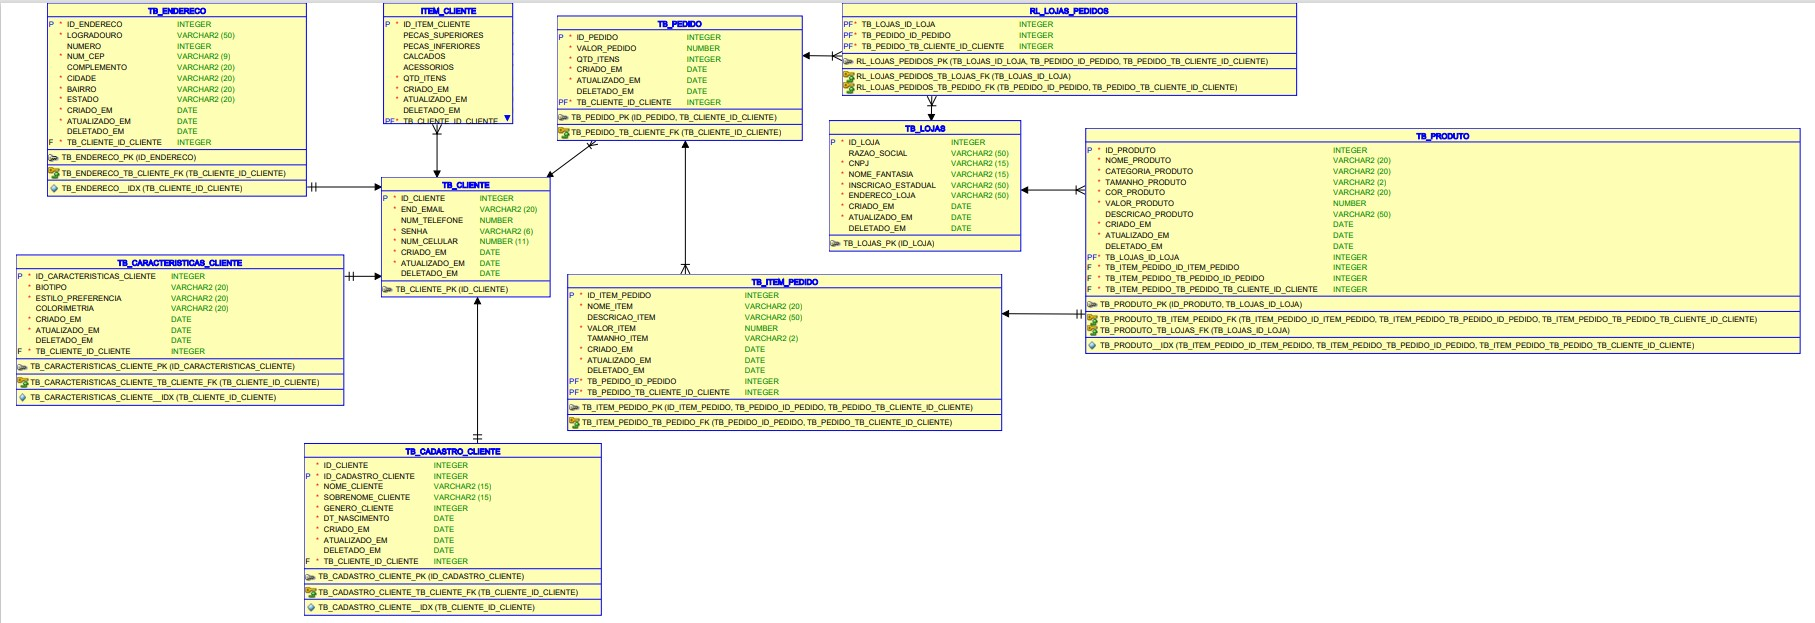 TB_ENDERECO
P * ID_ENDERECO INTEGER
* LOGRADOURO VARCHAR2 (50)
NUMERO INTEGER
* NUM_CEP VARCHAR2 (9)
COMPLEMENTO VARCHAR2 (20)
* CIDADE VARCHAR2 (20)
* BAIRRO VARCHAR2 (20)
* ESTADO VARCHAR2 (20)
* CRIADO_EM DATE
* ATUALIZADO_EM DATE
DELETADO_EM DATE
F * TB_CLIENTE_ID_CLIENTE INTEGER
TB_ENDERECO_PK (ID_ENDERECO)
TB_ENDERECO_TB_CLIENTE_FK (TB_CLIENTE_ID_CLIENTE)
TB_ENDERECO__IDX (TB_CLIENTE_ID_CLIENTE)
ITEM_CLIENTE
P * ID_ITEM_CLIENTE
PECAS_SUPERIORES
PECAS_INFERIORES
CALCADOS
ACESSORIOS
* QTD_ITENS
* CRIADO_EM
* ATUALIZADO_EM
DELETADO_EM
PF* TB_CLIENTE_ID_CLIENTE
TB_PEDIDO
P * ID_PEDIDO INTEGER
* VALOR_PEDIDO NUMBER
* QTD_ITENS INTEGER
* CRIADO_EM DATE
* ATUALIZADO_EM DATE
DELETADO_EM DATE
PF* TB_CLIENTE_ID_CLIENTE INTEGER
TB_PEDIDO_PK (ID_PEDIDO, TB_CLIENTE_ID_CLIENTE)
TB_PEDIDO_TB_CLIENTE_FK (TB_CLIENTE_ID_CLIENTE)
RL_LOJAS_PEDIDOS
PF* TB_LOJAS_ID_LOJA INTEGER
PF* TB_PEDIDO_ID_PEDIDO INTEGER
PF* TB_PEDIDO_TB_CLIENTE_ID_CLIENTE INTEGER
RL_LOJAS_PEDIDOS_PK (TB_LOJAS_ID_LOJA, TB_PEDIDO_ID_PEDIDO, TB_PEDIDO_TB_CLIENTE_ID_CLIENTE)
RL_LOJAS_PEDIDOS_TB_LOJAS_FK (TB_LOJAS_ID_LOJA)
RL_LOJAS_PEDIDOS_TB_PEDIDO_FK (TB_PEDIDO_ID_PEDIDO, TB_PEDIDO_TB_CLIENTE_ID_CLIENTE)
TB_LOJAS
P * ID_LOJA INTEGER
RAZAO_SOCIAL VARCHAR2 (50)
* CNPJ VARCHAR2 (15)
* NOME_FANTASIA VARCHAR2 (15)
* INSCRICAO_ESTADUAL VARCHAR2 (50)
* ENDERECO_LOJA VARCHAR2 (50)
* CRIADO_EM DATE
* ATUALIZADO_EM DATE
DELETADO_EM DATE
TB_LOJAS_PK (ID_LOJA)
TB_PRODUTO
P * ID_PRODUTO INTEGER
* NOME_PRODUTO VARCHAR2 (20)
* CATEGORIA_PRODUTO VARCHAR2 (20)
* TAMANHO_PRODUTO VARCHAR2 (2)
* COR_PRODUTO VARCHAR2 (20)
* VALOR_PRODUTO NUMBER
DESCRICAO_PRODUTO VARCHAR2 (50)
* CRIADO_EM DATE
* ATUALIZADO_EM DATE
DELETADO_EM DATE
PF* TB_LOJAS_ID_LOJA INTEGER
F * TB_ITEM_PEDIDO_ID_ITEM_PEDIDO INTEGER
F * TB_ITEM_PEDIDO_TB_PEDIDO_ID_PEDIDO INTEGER
F * TB_ITEM_PEDIDO_TB_PEDIDO_TB_CLIENTE_ID_CLIENTE INTEGER
TB_PRODUTO_PK (ID_PRODUTO, TB_LOJAS_ID_LOJA)
TB_PRODUTO_TB_ITEM_PEDIDO_FK (TB_ITEM_PEDIDO_ID_ITEM_PEDIDO, TB_ITEM_PEDIDO_TB_PEDIDO_ID_PEDIDO, TB_ITEM_PEDIDO_TB_PEDIDO_TB_CLIENTE_ID_CLIENTE)
TB_PRODUTO_TB_LOJAS_FK (TB_LOJAS_ID_LOJA)
TB_PRODUTO__IDX (TB_ITEM_PEDIDO_ID_ITEM_PEDIDO, TB_ITEM_PEDIDO_TB_PEDIDO_ID_PEDIDO, TB_ITEM_PEDIDO_TB_PEDIDO_TB_CLIENTE_ID_CLIENTE)
TB_CLIENTE
P * ID_CLIENTE INTEGER
* END_EMAIL VARCHAR2 (20)
NUM_TELEFONE NUMBER
* SENHA VARCHAR2 (6)
* NUM_CELULAR NUMBER (11)
* CRIADO_EM DATE
* ATUALIZADO_EM DATE
DELETADO_EM DATE
TB_CLIENTE_PK (ID_CLIENTE)
TB_CARACTERISTICAS_CLIENTE
P * ID_CARACTERISTICAS_CLIENTE INTEGER
* BIOTIPO VARCHAR2 (20)
* ESTILO_PREFERENCIA VARCHAR2 (20)
COLORIMETRIA VARCHAR2 (20)
* CRIADO_EM DATE
* ATUALIZADO_EM DATE
DELETADO_EM DATE
F * TB_CLIENTE_ID_CLIENTE INTEGER
TB_CARACTERISTICAS_CLIENTE_PK (ID_CARACTERISTICAS_CLIENTE)
TB_CARACTERISTICAS_CLIENTE_TB_CLIENTE_FK (TB_CLIENTE_ID_CLIENTE)
TB_CARACTERISTICAS_CLIENTE__IDX (TB_CLIENTE_ID_CLIENTE)
TB_ITEM_PEDIDO
P * ID_ITEM_PEDIDO INTEGER
* NOME_ITEM VARCHAR2 (20)
DESCRICAO_ITEM VARCHAR2 (50)
* VALOR_ITEM NUMBER
TAMANHO_ITEM VARCHAR2 (2)
* CRIADO_EM DATE
* ATUALIZADO_EM DATE
DELETADO_EM DATE
PF* TB_PEDIDO_ID_PEDIDO INTEGER
PF* TB_PEDIDO_TB_CLIENTE_ID_CLIENTE INTEGER
TB_ITEM_PEDIDO_PK (ID_ITEM_PEDIDO, TB_PEDIDO_ID_PEDIDO, TB_PEDIDO_TB_CLIENTE_ID_CLIENTE)
TB_ITEM_PEDIDO_TB_PEDIDO_FK (TB_PEDIDO_ID_PEDIDO, TB_PEDIDO_TB_CLIENTE_ID_CLIENTE)
TB_CADASTRO_CLIENTE
* ID_CLIENTE INTEGER
P * ID_CADASTRO_CLIENTE INTEGER
* NOME_CLIENTE VARCHAR2 (15)
* SOBRENOME_CLIENTE VARCHAR2 (15)
* GENERO_CLIENTE INTEGER
* DT_NASCIMENTO DATE
* CRIADO_EM DATE
* ATUALIZADO_EM DATE
DELETADO_EM DATE
F * TB_CLIENTE_ID_CLIENTE INTEGER
TB_CADASTRO_CLIENTE_PK (ID_CADASTRO_CLIENTE)
TB_CADASTRO_CLIENTE_TB_CLIENTE_FK (TB_CLIENTE_ID_CLIENTE)
TB_CADASTRO_CLIENTE__IDX (TB_CLIENTE_ID_CLIENTE)